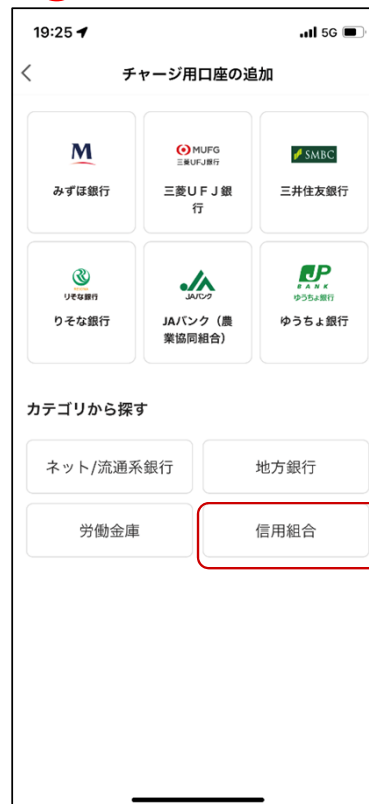 19:25
5G
チャージ用口座の追加
MUFG
三菱UFJ銀行
SMBC
みずほ銀行
三菱UFJ銀
行
三井住友銀行
りそな銀行
JAバンク
JP
BANK
ゆうちょ銀行
りそな銀行
JAバンク（農
業協同組合）
ゆうちょ銀行
カテゴリから探す
ネット/流通系銀行
地方銀行
労働金庫
信用組合